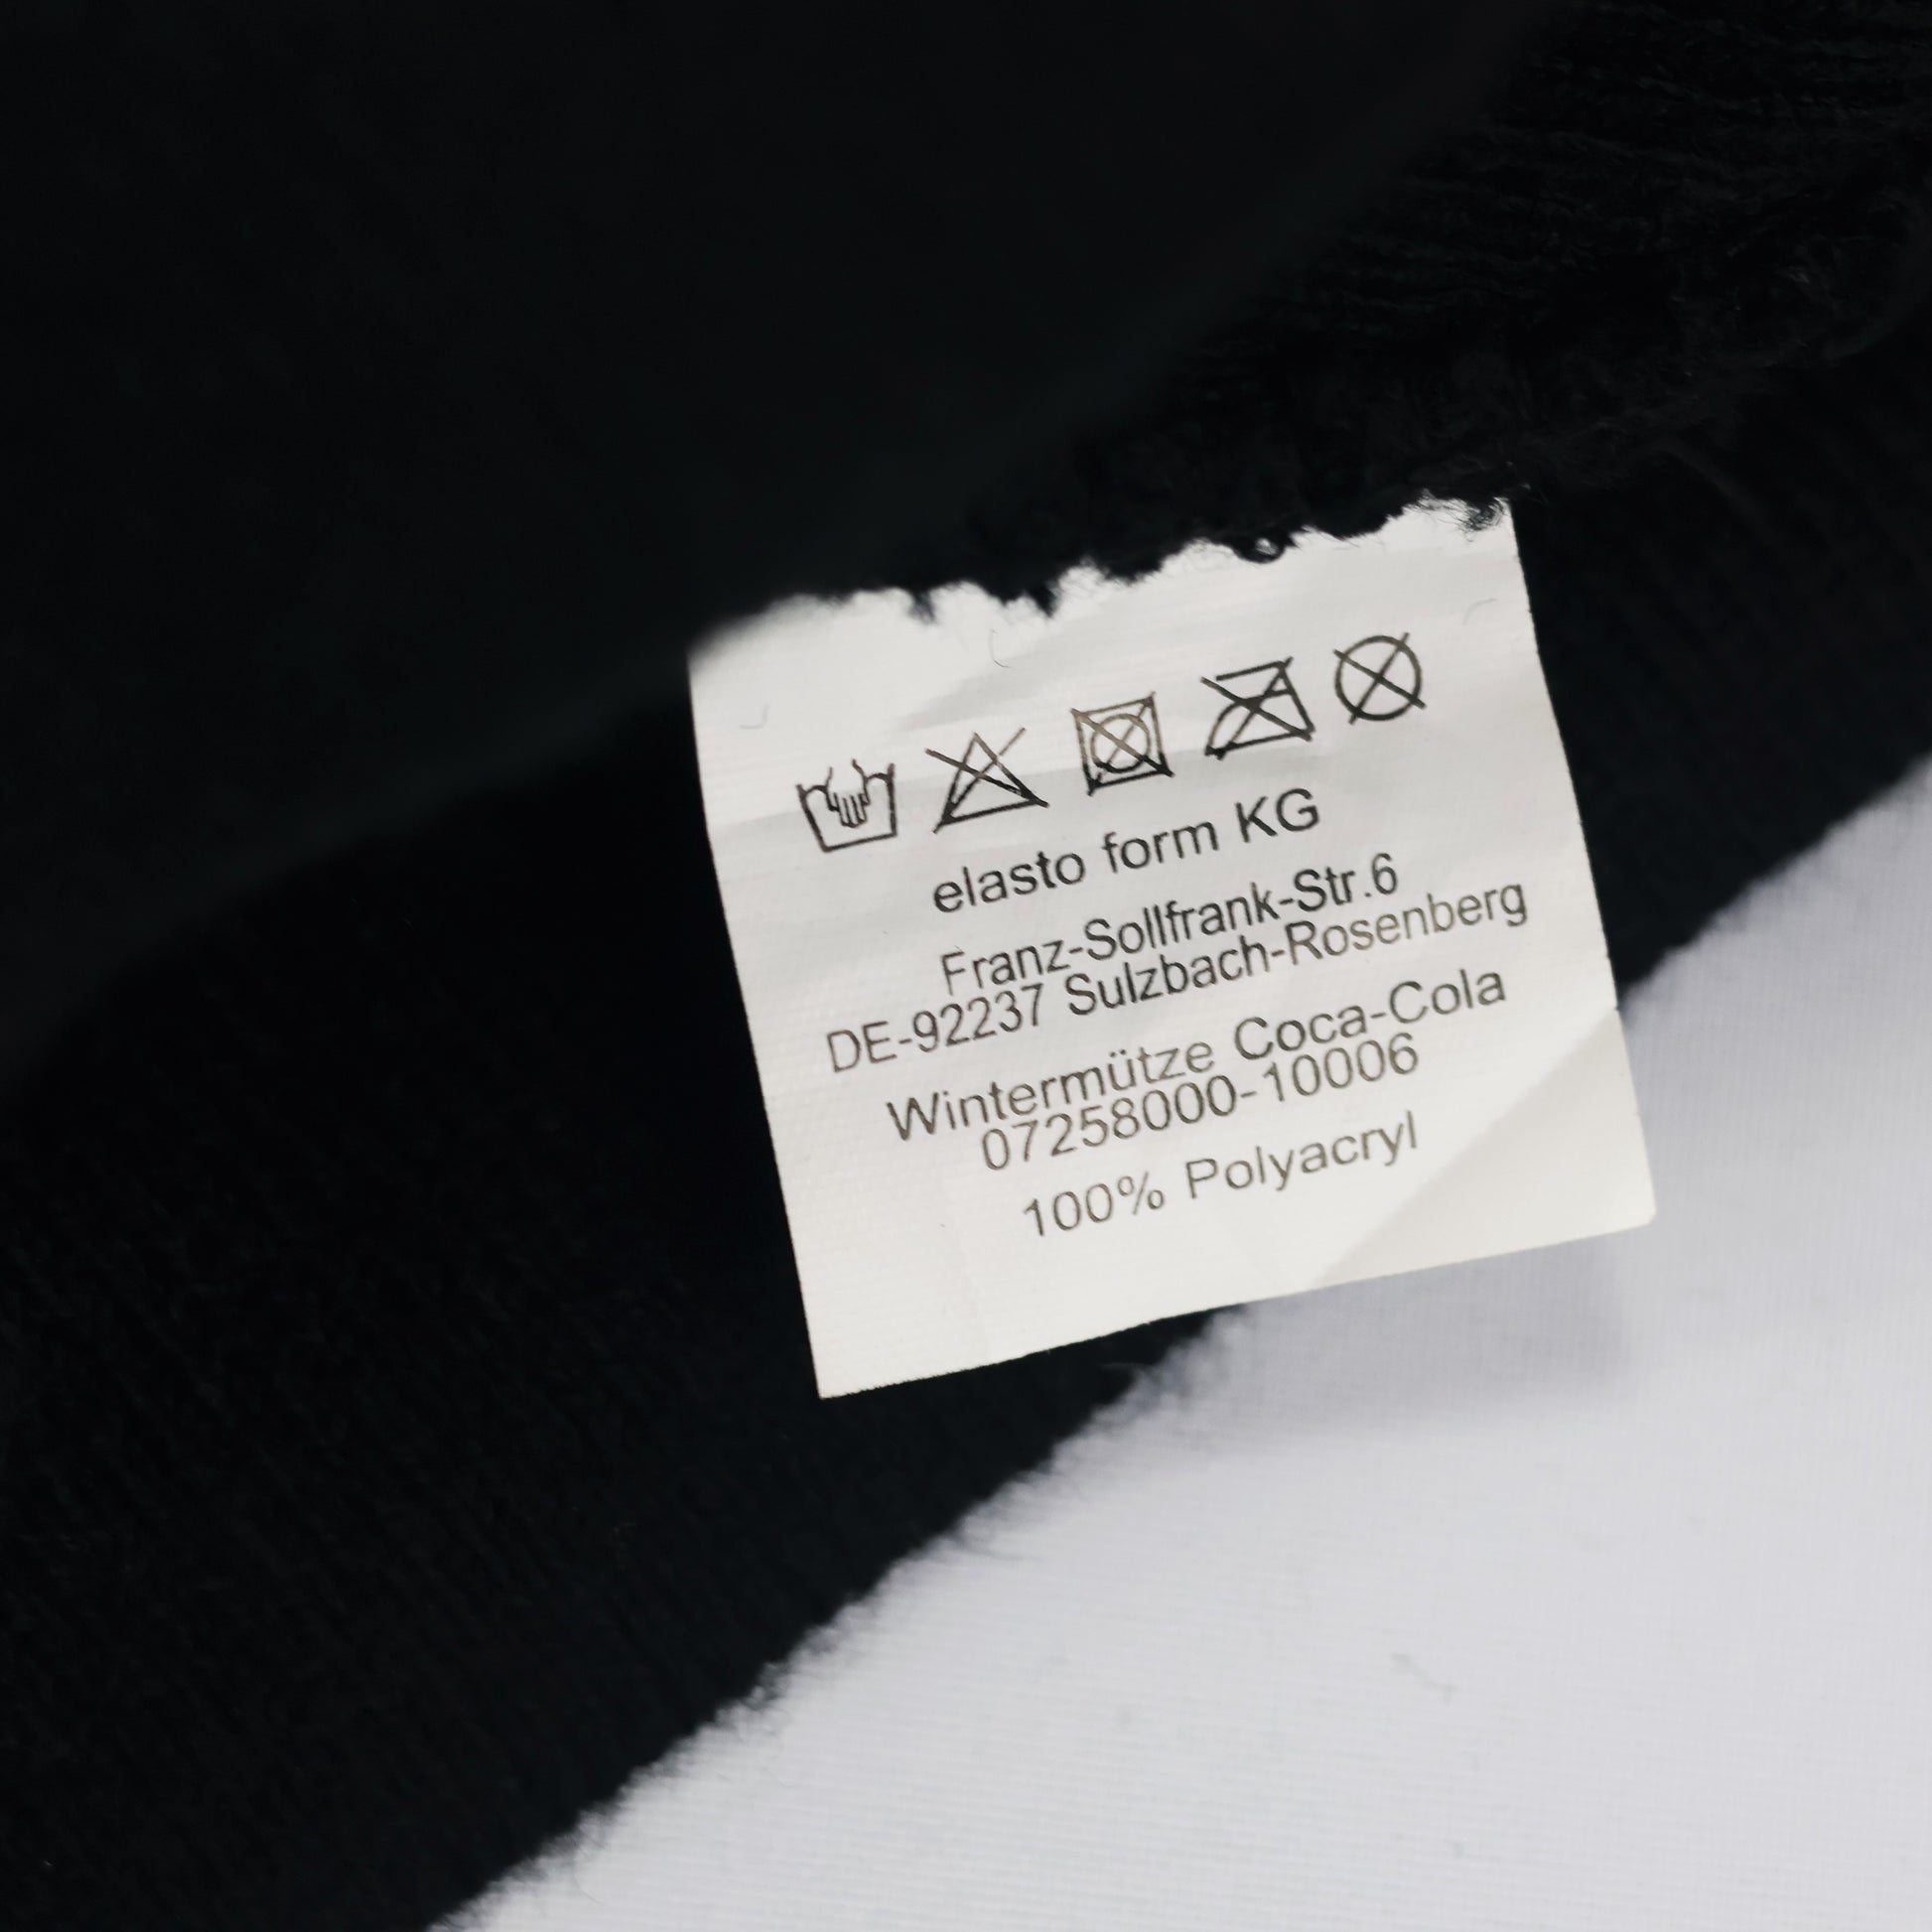 elasto form KG
Franz-Sollfrank-Str.6
DE-92237 Sulzbach-Rosenberg
Wintermütze Coca-Cola
07258000-10006
100% Polyacryl